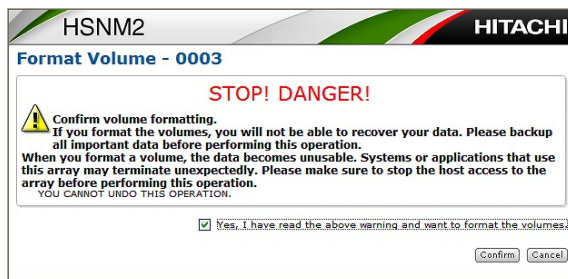 HSNM2 HITACHI
Format Volume - 0003
STOP! DANGER!
Confirm volume formatting.
If you format the volumes, you will not be able to recover your data. Please backup
all important data before performing this operation.
When you format a volume, the data becomes unusable. Systems or applications that use
this array may terminate unexpectedly. Please make sure to stop the host access to the
array before performing this operation.
YOU CANNOT UNDO THIS OPERATION.
Yes, I have read the above warning and want to format the volumes.
Confirm Cancel